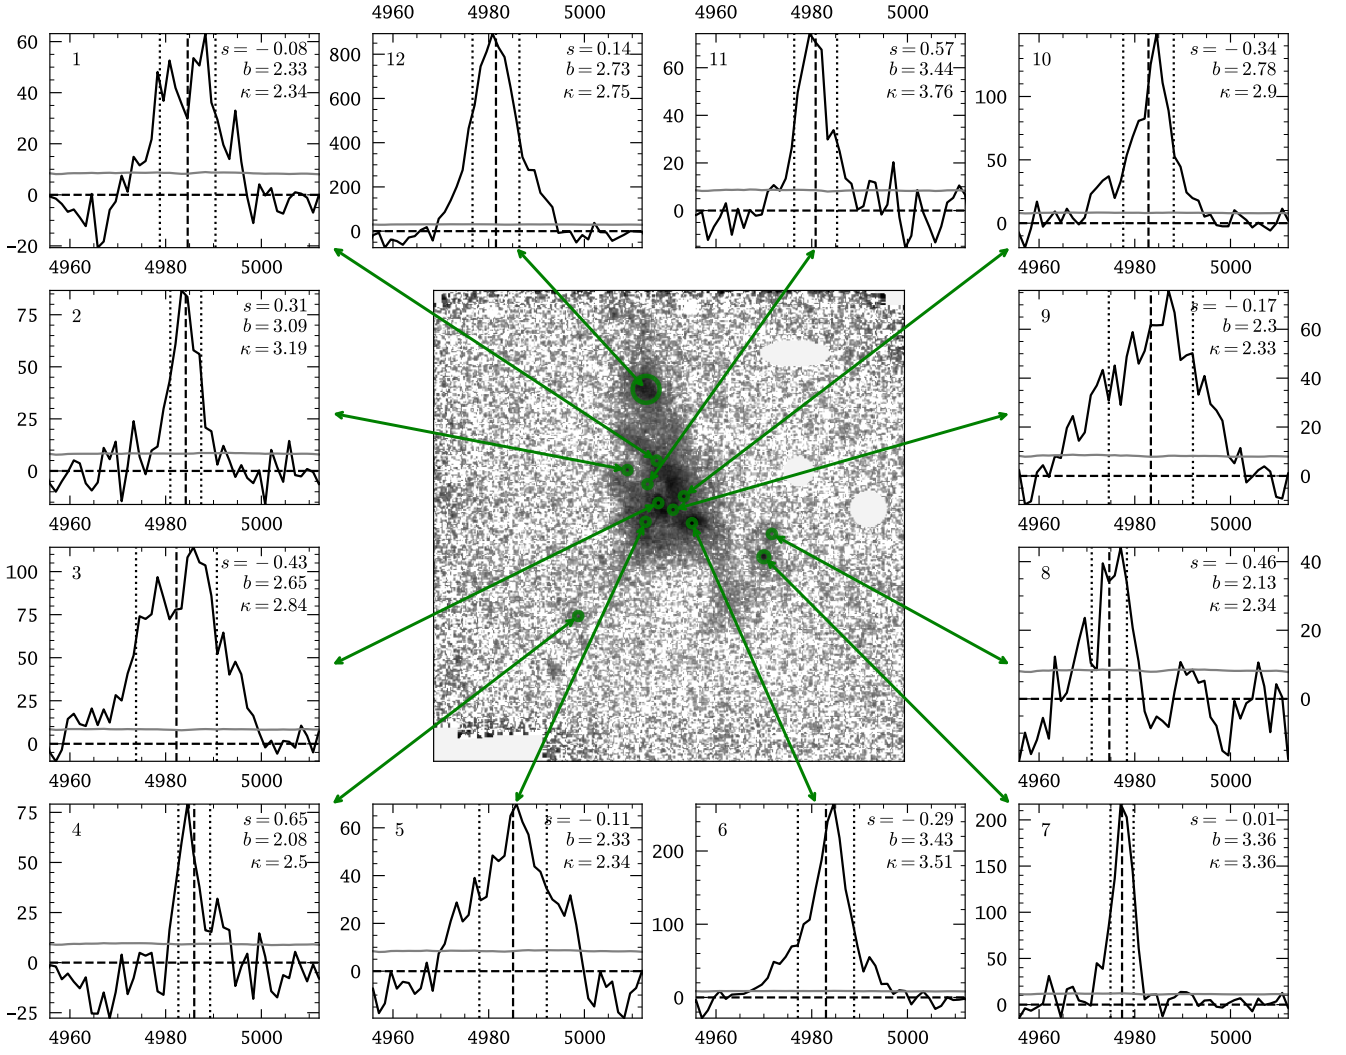 4960 4980 5000 4960 4980 5000
60 40 20 0 −20
1
s = −0.08
b = 2.33
κ = 2.34
4960 4980 5000
800 600 400 200 0
12
s = 0.14
b = 2.73
κ = 2.75
60 40 20 0
11
s = 0.57
b = 3.44
κ = 3.76
100 50 0
10
s = −0.34
b = 2.78
κ = 2.9
4960 4980 5000
75 50 25 0
2
s = 0.31
b = 3.09
κ = 3.19
4960 4980 5000
9
s = −0.17
b = 2.3
κ = 2.33
60 40 20 0
4960 4980 5000
100 75 50 25 0
3
s = −0.43
b = 2.65
κ = 2.84
4960 4980 5000
8
s = −0.46
b = 2.13
κ = 2.34
40 20 0
4960 4980 5000
75 50 25 0 −25
4
s = 0.65
b = 2.08
κ = 2.5
4960 4980 5000
60 40 20 0
5
s = −0.11
b = 2.33
κ = 2.34
4960 4980 5000
200 100 0
6
s = −0.29
b = 3.43
κ = 3.51
4960 4980 5000
200 150 100 50 0
7
s = −0.01
b = 3.36
κ = 3.36
4960 4980 5000